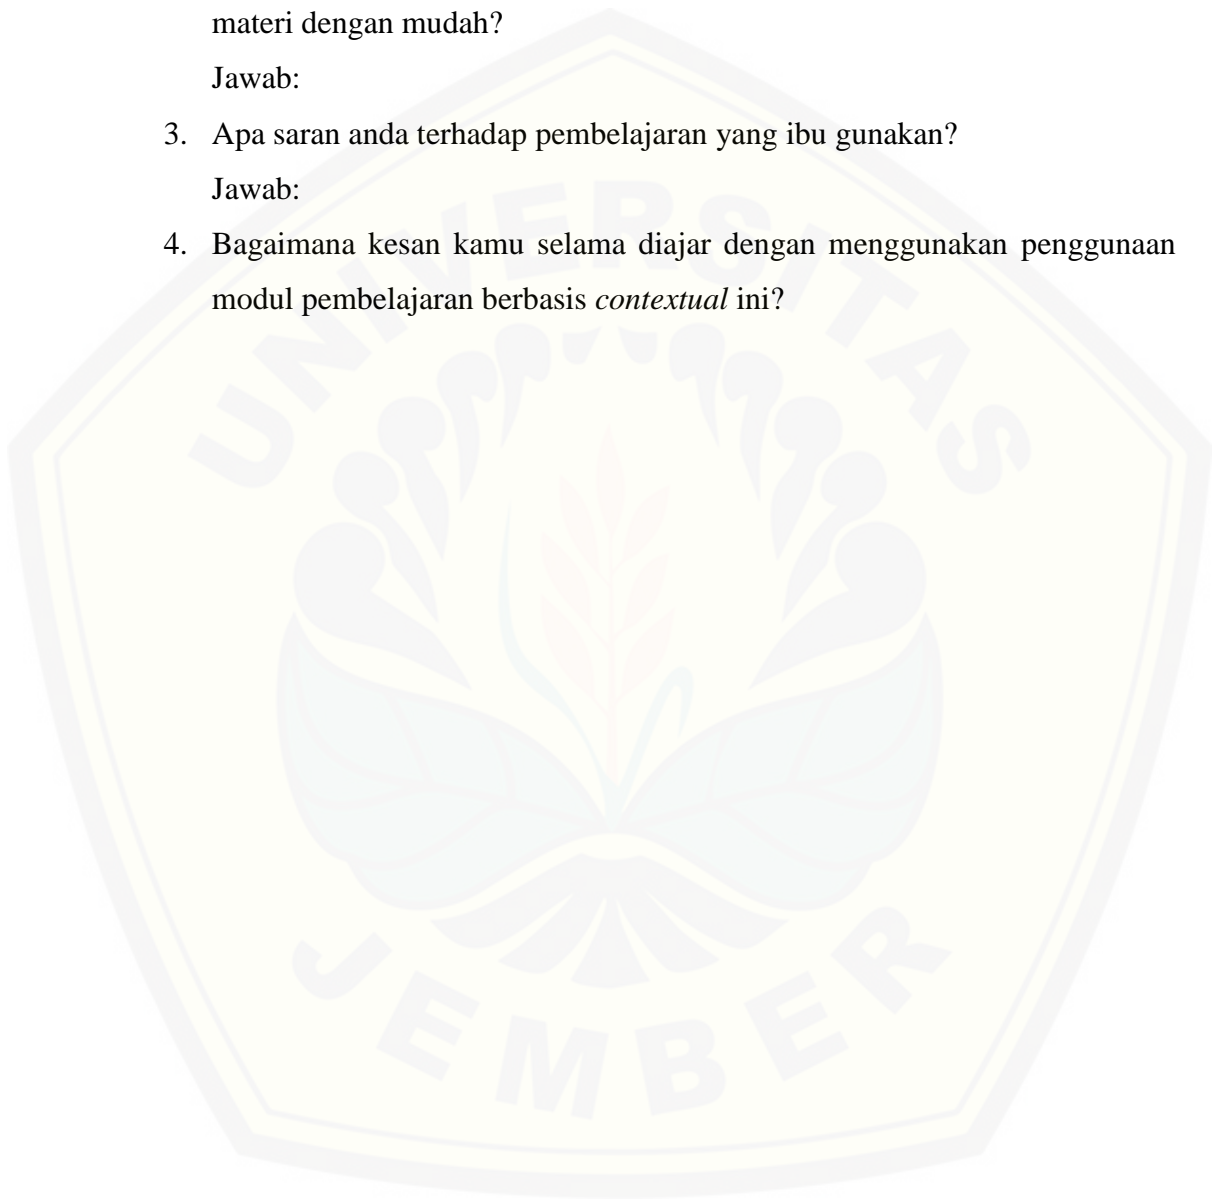 materi dengan mudah?
Jawab:
3. Apa saran anda terhadap pembelajaran yang ibu gunakan?
Jawab:
4. Bagaimana kesan kamu selama diajar dengan menggunakan penggunaan
modul pembelajaran berbasis contextual ini?
UNIVERSITAS
JEMBER